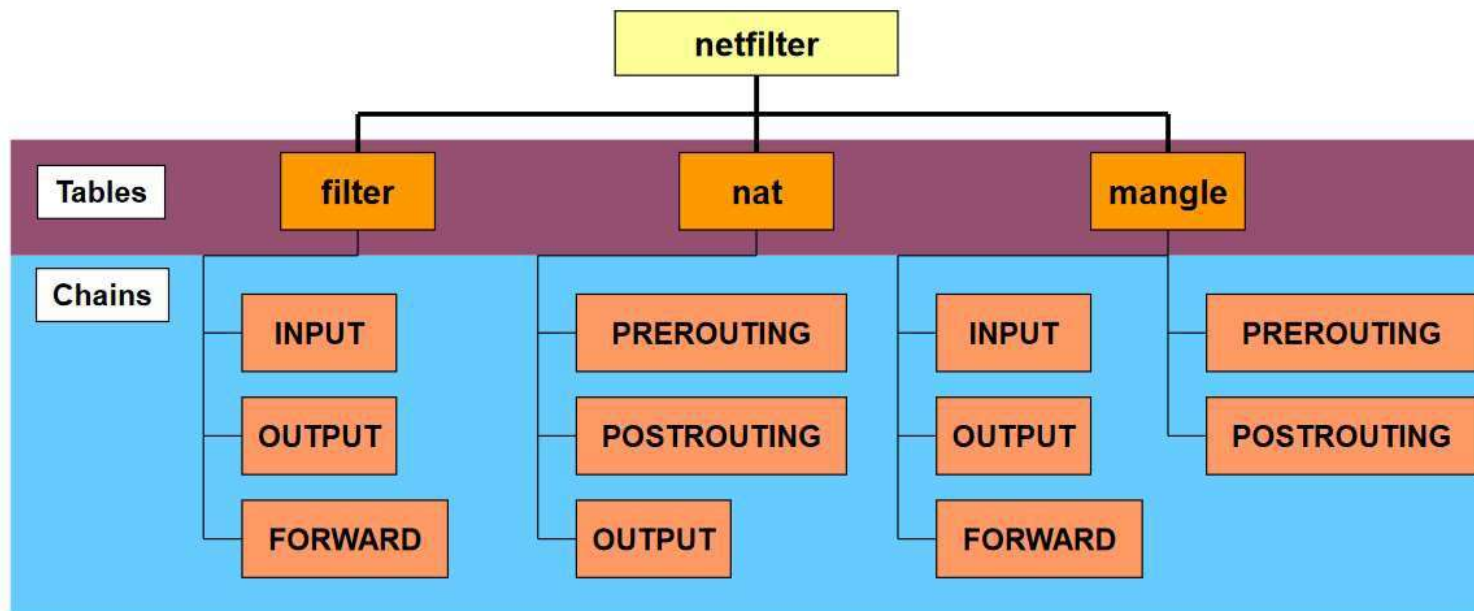 netfilter
Tables
filter
nat
mangle
Chains
INPUT
PREROUTING
INPUT
PREROUTING
OUTPUT
POSTROUTING
OUTPUT
POSTROUTING
FORWARD
OUTPUT
FORWARD